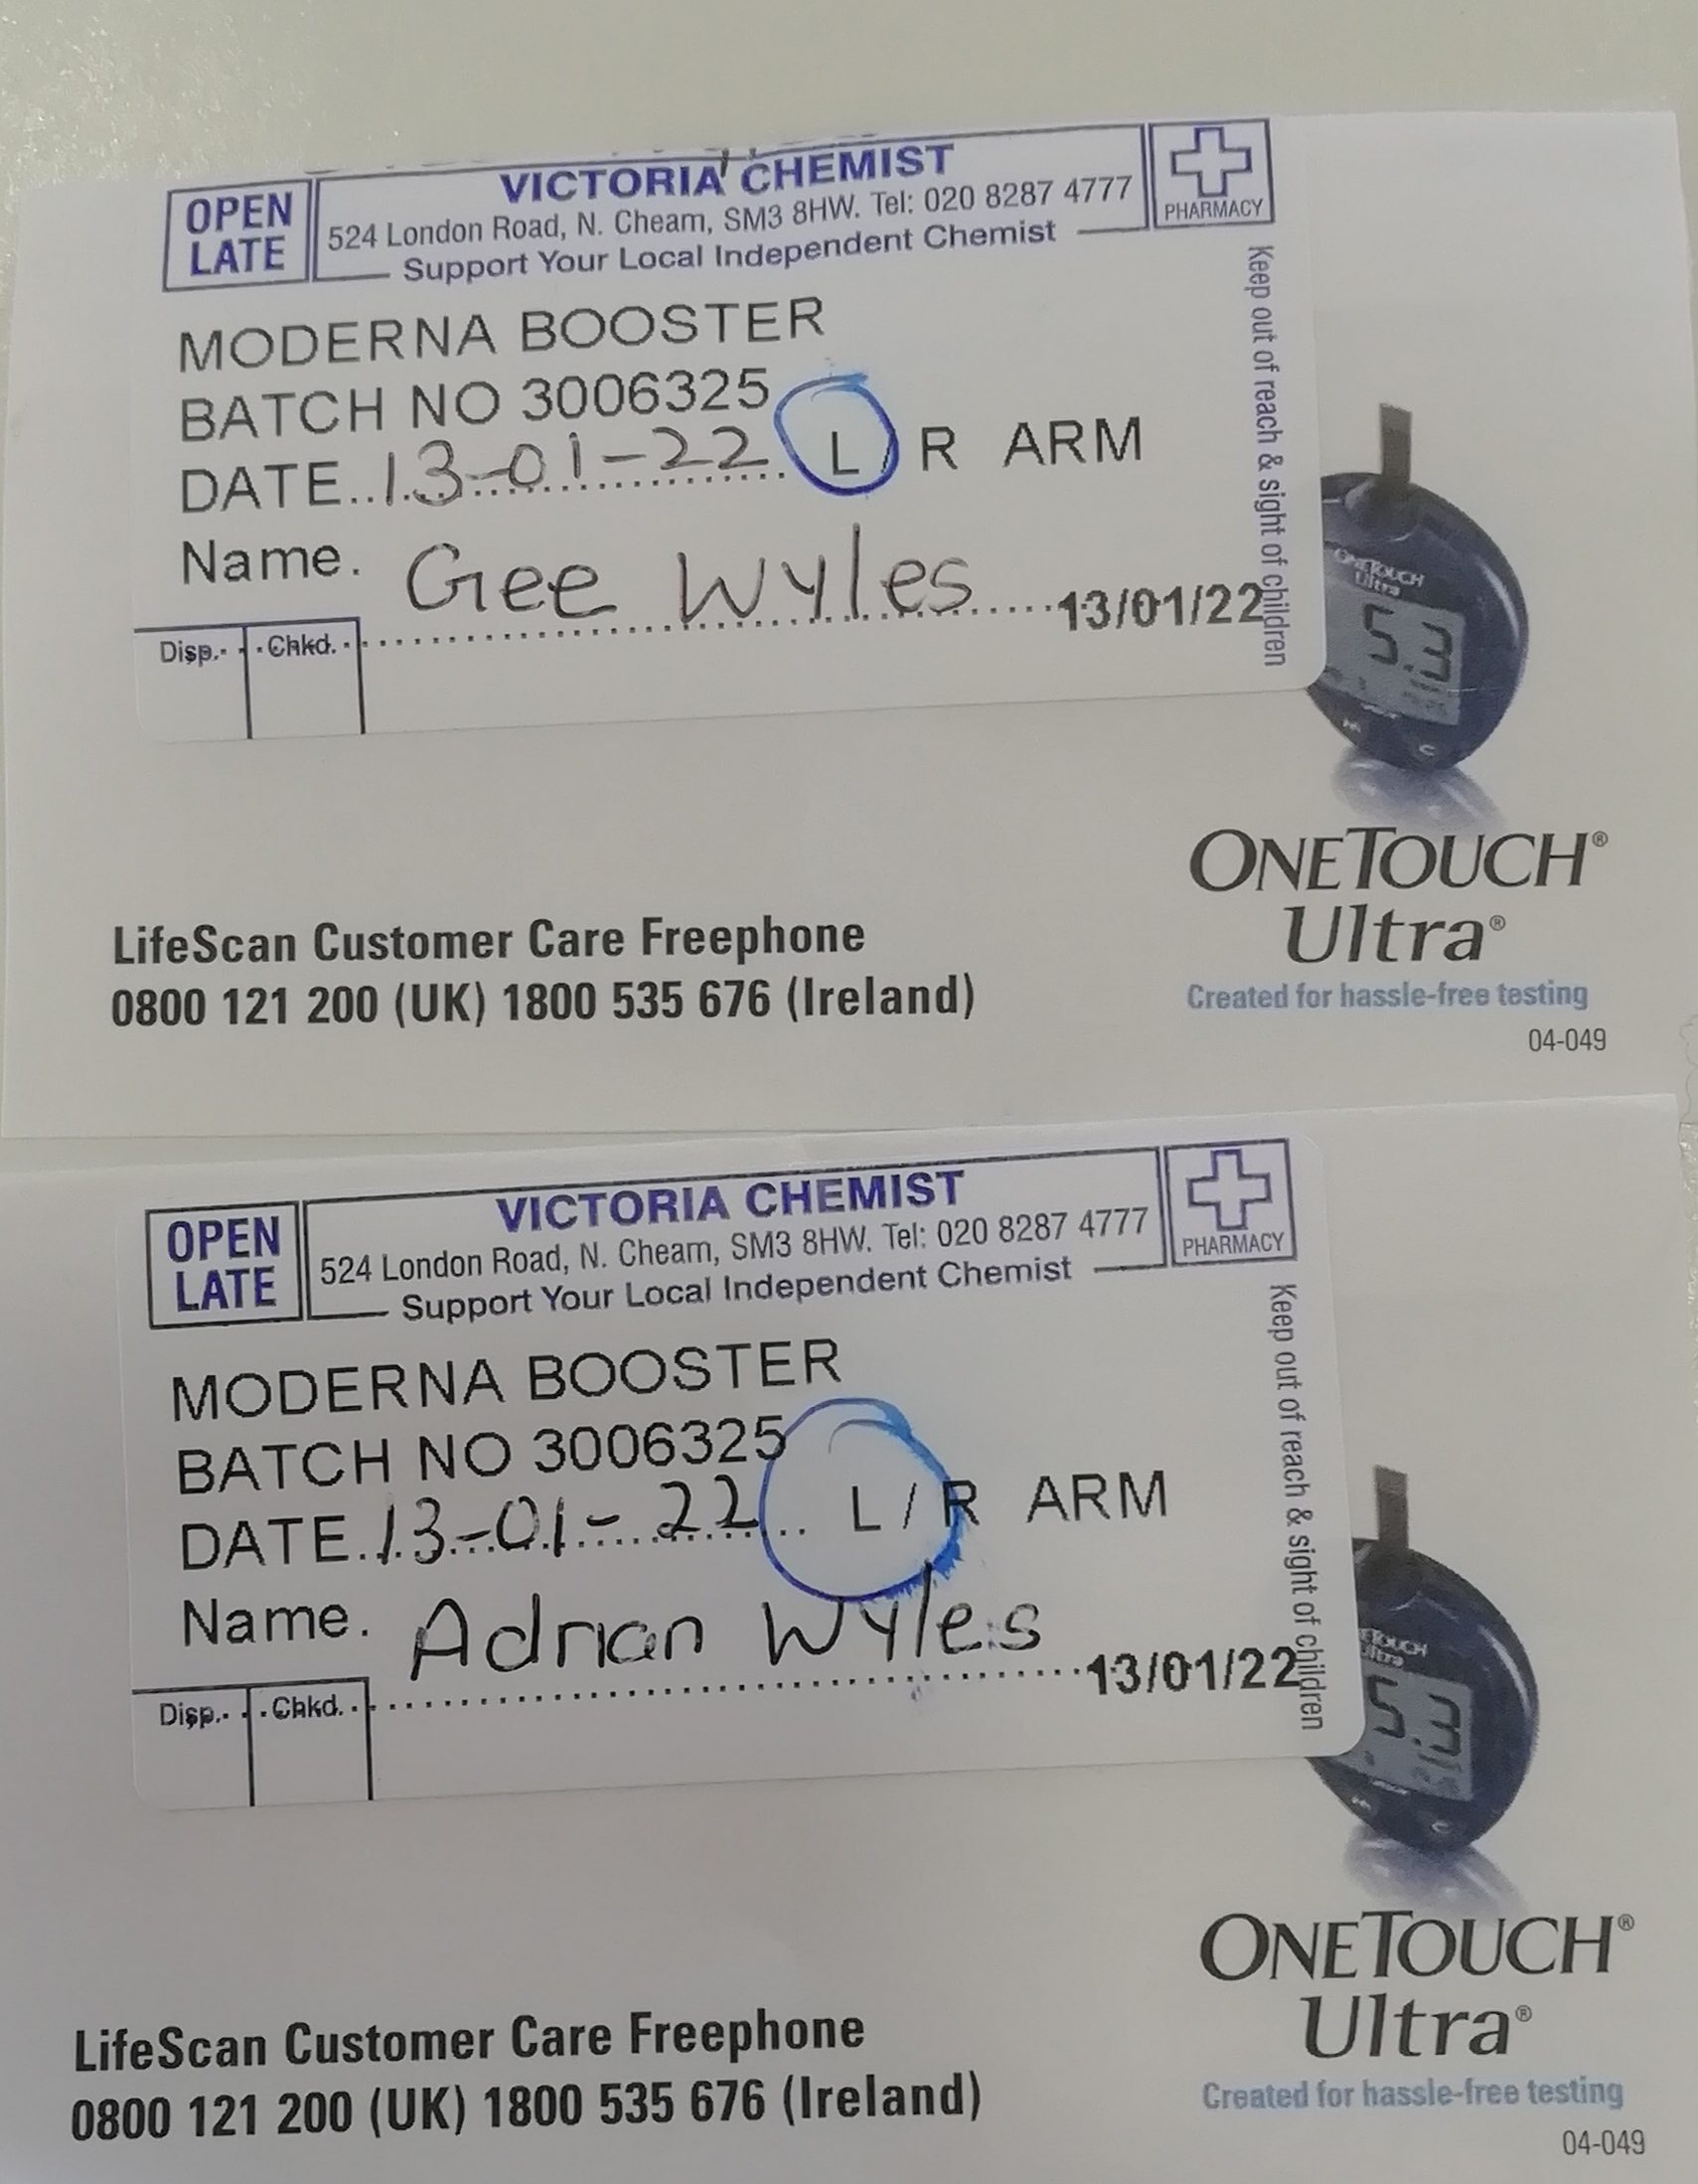 OPEN LATE
VICTORIA CHEMIST
524 London Road, N. Cheam, SM3 8HW. Tel: 020 8287 4777
Support Your Local Independent Chemist
PHARMACY
MODERNA BOOSTER
BATCH NO 3006325
DATE..13-01-22 L/R ARM
Name. Gee Wyles
13/01/22
Disp. Chkd.
Keep out of reach & sight of children
ONETOUCH
Ultra
5.3
ONETOUCH®
Ultra®
Created for hassle-free testing
04-049
LifeScan Customer Care Freephone
0800 121 200 (UK) 1800 535 676 (Ireland)
OPEN LATE
VICTORIA CHEMIST
524 London Road, N. Cheam, SM3 8HW. Tel: 020 8287 4777
Support Your Local Independent Chemist
PHARMACY
MODERNA BOOSTER
BATCH NO 3006325
DATE..13-01-22 L/R ARM
Name. Adrian Wyles
13/01/22
Disp. Chkd.
Keep out of reach & sight of children
5.3
ONETOUCH®
Ultra®
Created for hassle-free testing
04-049
LifeScan Customer Care Freephone
0800 121 200 (UK) 1800 535 676 (Ireland)